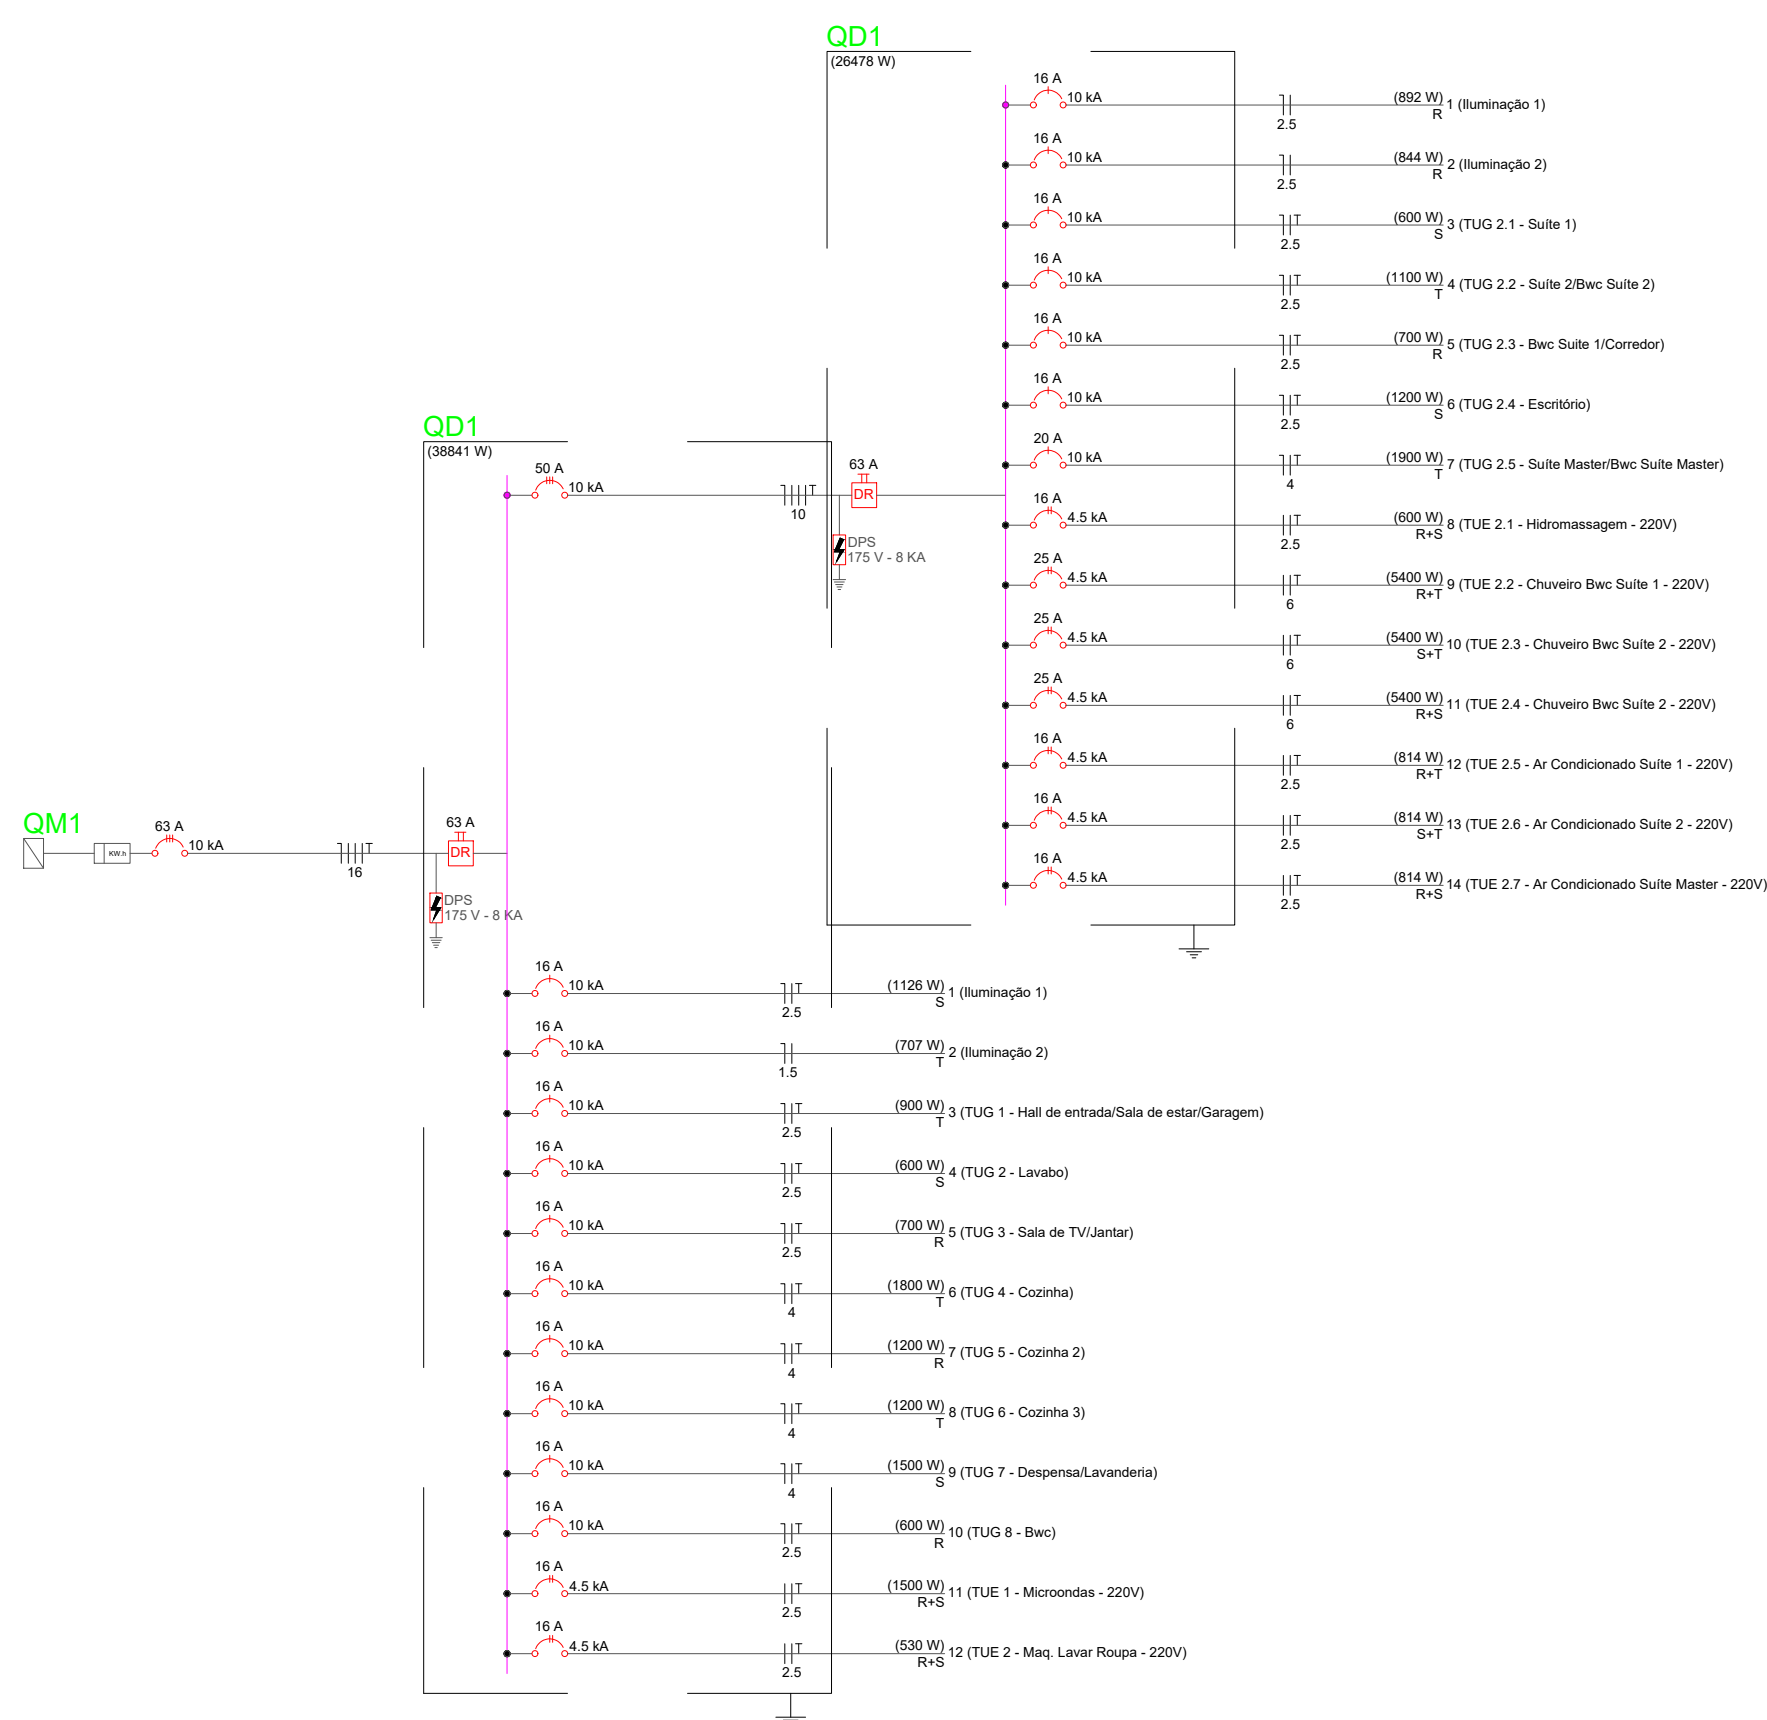 QD1
(26478 W)
16 A
10 kA
2.5
(892 W)
R
1 (Iluminação 1)
16 A
10 kA
2.5
(844 W)
R
2 (Iluminação 2)
16 A
10 kA
T
2.5
(600 W)
S
3 (TUG 2.1 - Suíte 1)
16 A
10 kA
T
2.5
(1100 W)
T
4 (TUG 2.2 - Suíte 2/Bwc Suíte 2)
16 A
10 kA
T
2.5
(700 W)
R
5 (TUG 2.3 - Bwc Suite 1/Corredor)
16 A
10 kA
T
2.5
(1200 W)
S
6 (TUG 2.4 - Escritório)
20 A
10 kA
T
4
(1900 W)
T
7 (TUG 2.5 - Suíte Master/Bwc Suíte Master)
16 A
4.5 kA
T
2.5
(600 W)
R+S
8 (TUE 2.1 - Hidromassagem - 220V)
25 A
4.5 kA
T
6
(5400 W)
R+T
9 (TUE 2.2 - Chuveiro Bwc Suíte 1 - 220V)
25 A
4.5 kA
T
6
(5400 W)
S+T
10 (TUE 2.3 - Chuveiro Bwc Suíte 2 - 220V)
25 A
4.5 kA
T
6
(5400 W)
R+S
11 (TUE 2.4 - Chuveiro Bwc Suíte 2 - 220V)
16 A
4.5 kA
T
2.5
(814 W)
R+T
12 (TUE 2.5 - Ar Condicionado Suíte 1 - 220V)
16 A
4.5 kA
T
2.5
(814 W)
S+T
13 (TUE 2.6 - Ar Condicionado Suíte 2 - 220V)
16 A
4.5 kA
T
2.5
(814 W)
R+S
14 (TUE 2.7 - Ar Condicionado Suíte Master - 220V)
QD1
(38841 W)
50 A
10 kA
T
10
63 A
DR
DPS
175 V - 8 KA
QM1
KW.h
63 A
10 kA
T
16
63 A
DR
DPS
175 V - 8 KA
16 A
10 kA
T
2.5
(1126 W)
S
1 (Iluminação 1)
16 A
10 kA
1.5
(707 W)
T
2 (Iluminação 2)
16 A
10 kA
T
2.5
(900 W)
T
3 (TUG 1 - Hall de entrada/Sala de estar/Garagem)
16 A
10 kA
T
2.5
(600 W)
S
4 (TUG 2 - Lavabo)
16 A
10 kA
T
2.5
(700 W)
R
5 (TUG 3 - Sala de TV/Jantar)
16 A
10 kA
T
4
(1800 W)
T
6 (TUG 4 - Cozinha)
16 A
10 kA
T
4
(1200 W)
R
7 (TUG 5 - Cozinha 2)
16 A
10 kA
T
4
(1200 W)
T
8 (TUG 6 - Cozinha 3)
16 A
10 kA
T
4
(1500 W)
S
9 (TUG 7 - Despensa/Lavanderia)
16 A
10 kA
T
2.5
(600 W)
R
10 (TUG 8 - Bwc)
16 A
4.5 kA
T
2.5
(1500 W)
R+S
11 (TUE 1 - Microondas - 220V)
16 A
4.5 kA
T
2.5
(530 W)
R+S
12 (TUE 2 - Maq. Lavar Roupa - 220V)